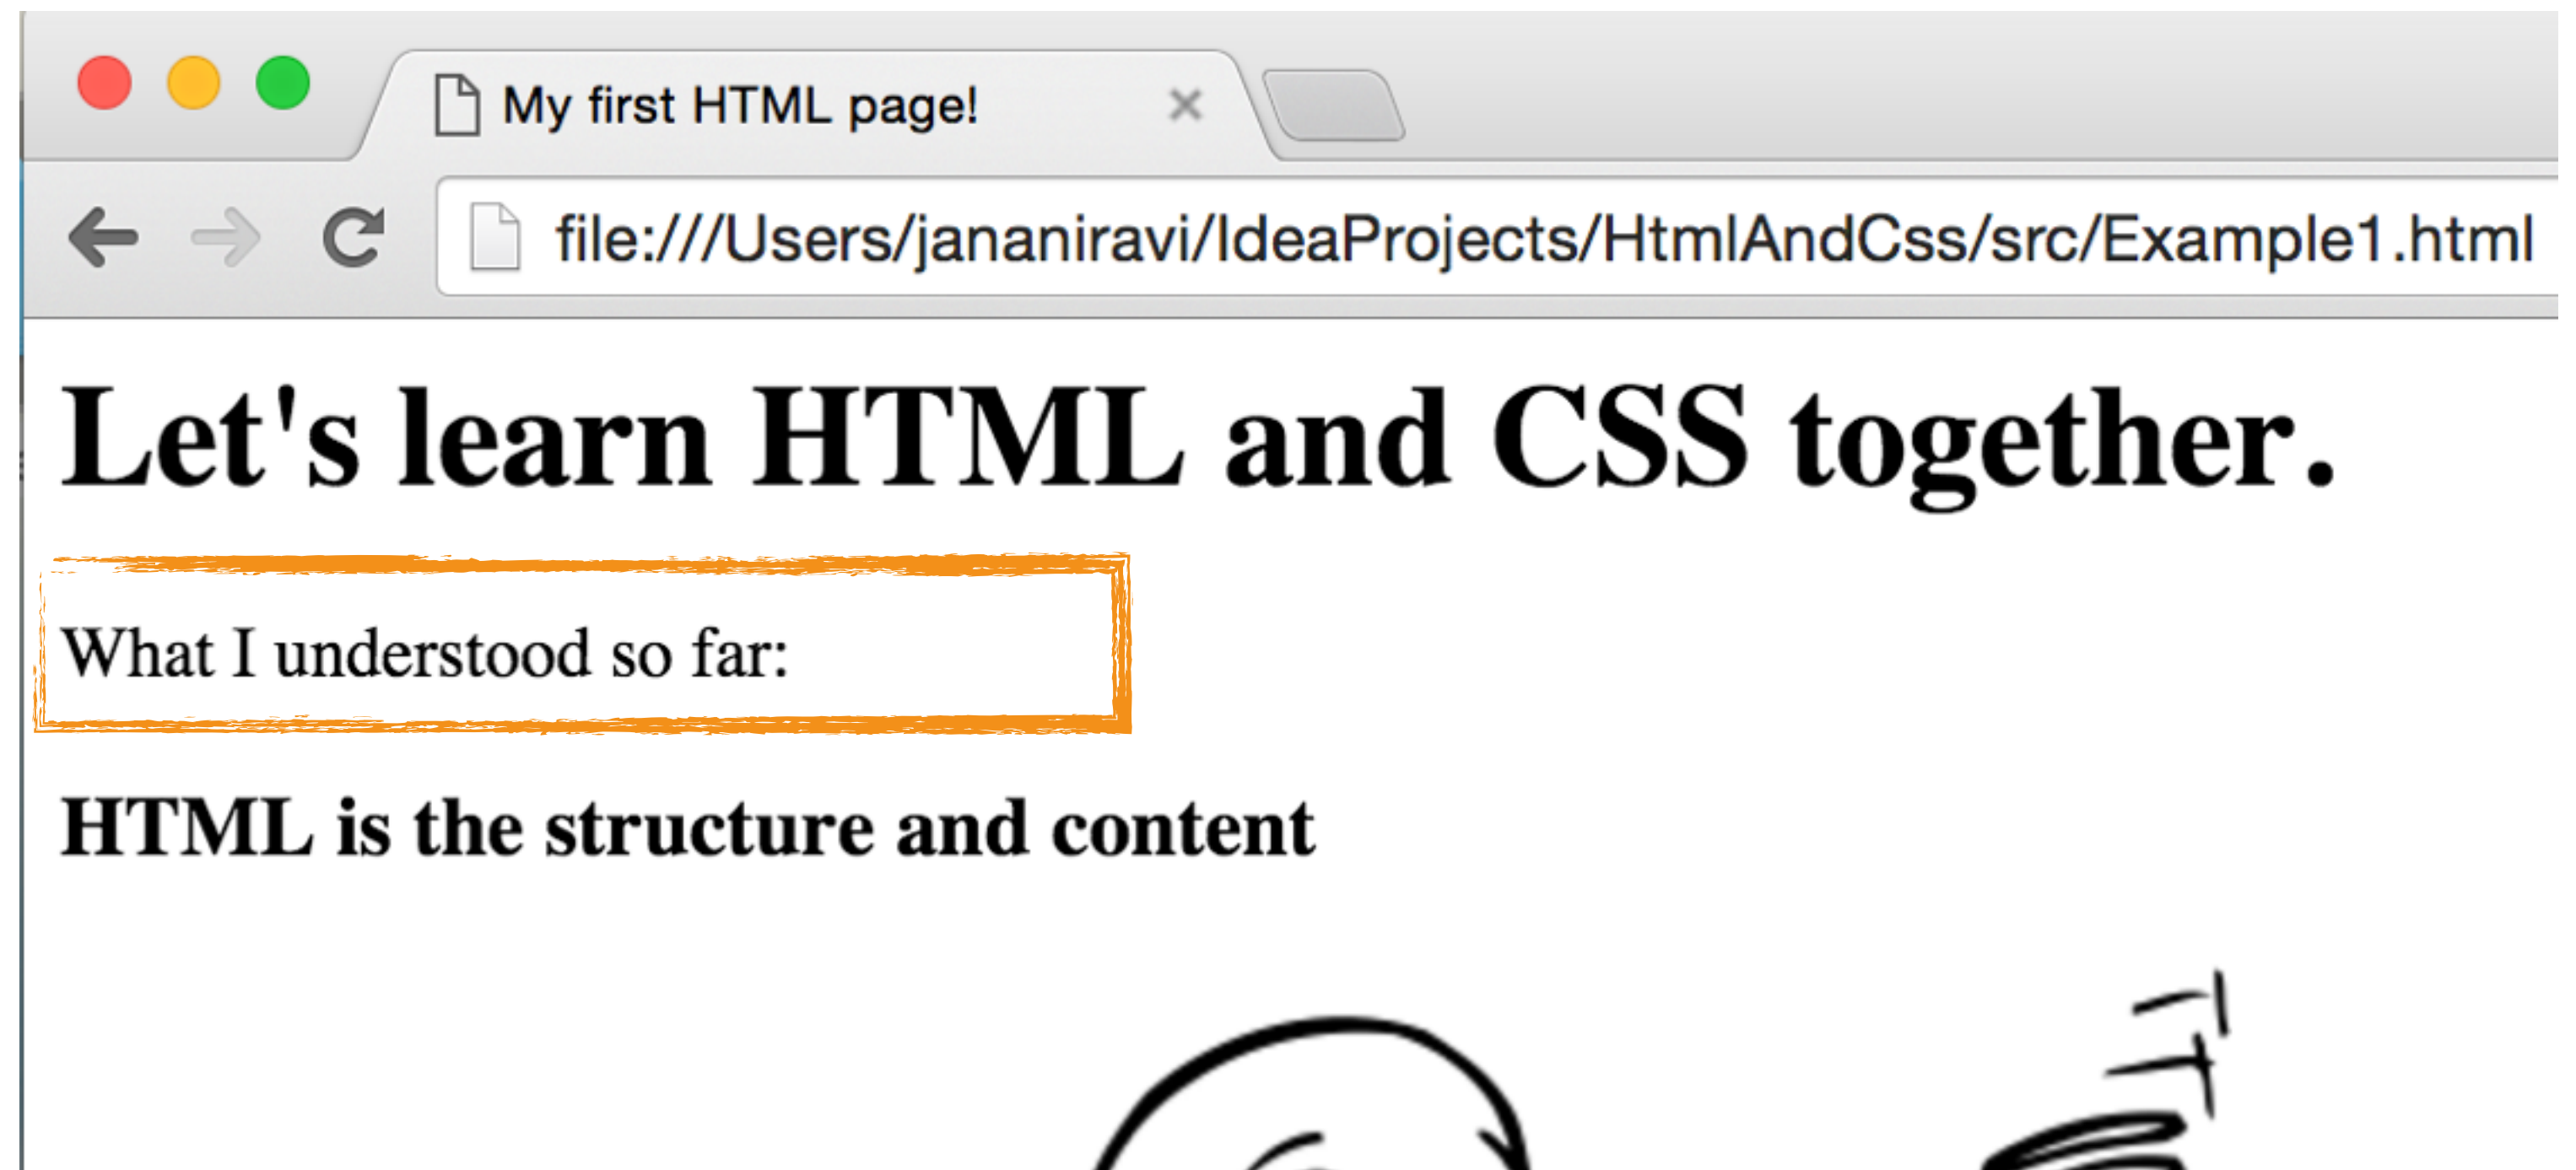 My first HTML page!
file:///Users/jananiravi/IdeaProjects/HtmlAndCss/src/Example1.html
Let's learn HTML and CSS together.
What I understood so far:
HTML is the structure and content